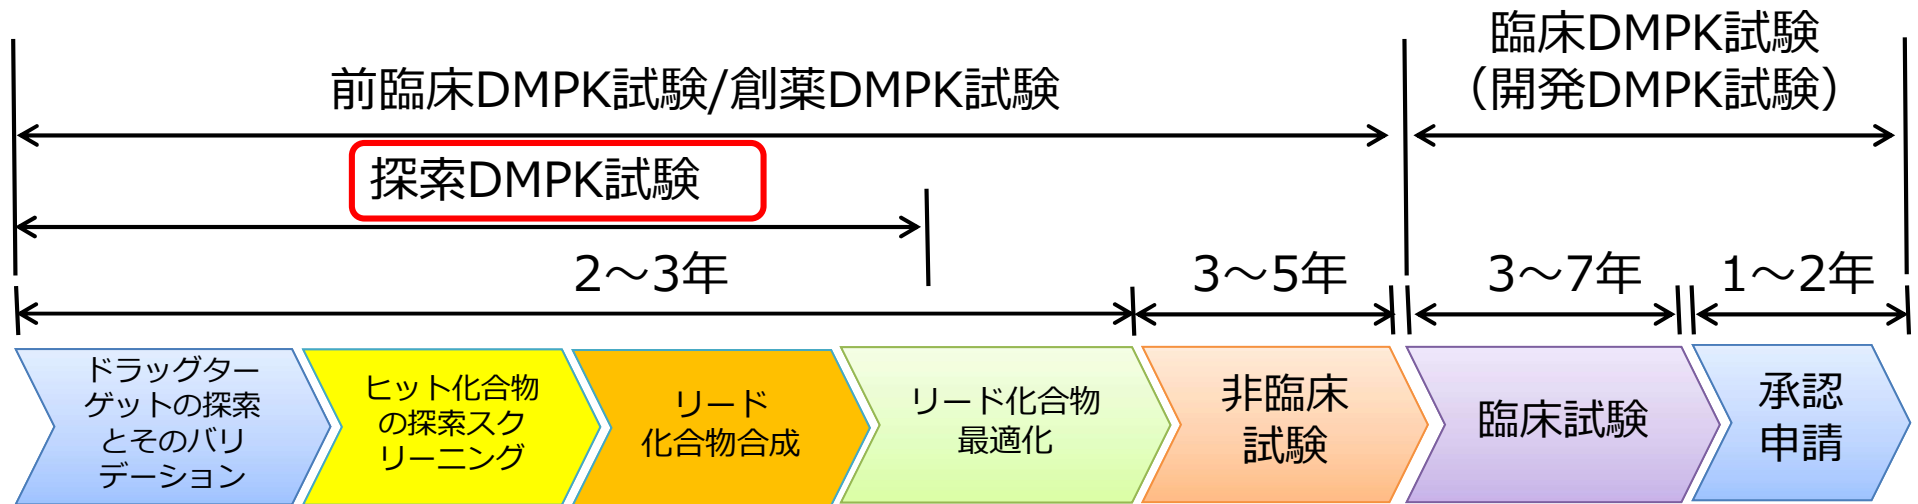 臨床DMPK試験
（開発DMPK試験）
前臨床DMPK試験/創薬DMPK試験
探索DMPK試験
2～3年
3～5年
3～7年
1～2年
ドラッグター
ゲットの探索
とそのバリ
デーション
ヒット化合物
の探索スク
リーニング
リード
化合物合成
リード化合物
最適化
非臨床
試験
臨床試験
承認
申請